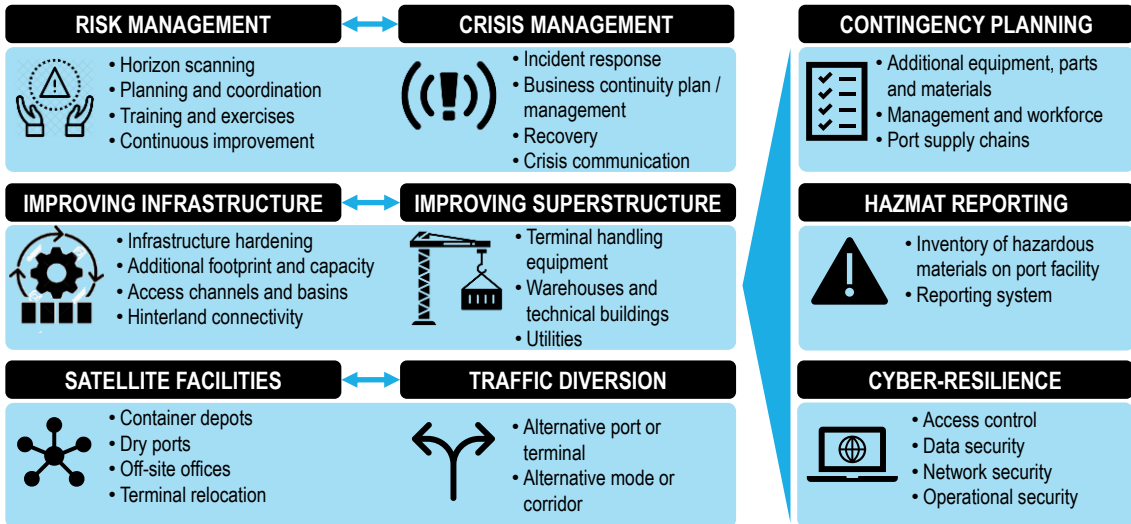 RISK MANAGEMENT
• Horizon scanning
• Planning and coordination
• Training and exercises
• Continuous improvement
CRISIS MANAGEMENT
• Incident response
• Business continuity plan /
management
• Recovery
• Crisis communication
IMPROVING INFRASTRUCTURE
• Infrastructure hardening
• Additional footprint and capacity
• Access channels and basins
• Hinterland connectivity
IMPROVING SUPERSTRUCTURE
• Terminal handling
equipment
• Warehouses and
technical buildings
• Utilities
SATELLITE FACILITIES
• Container depots
• Dry ports
• Off-site offices
• Terminal relocation
TRAFFIC DIVERSION
• Alternative port or
terminal
• Alternative mode or
corridor
CONTINGENCY PLANNING
• Additional equipment, parts
and materials
• Management and workforce
• Port supply chains
HAZMAT REPORTING
• Inventory of hazardous
materials on port facility
• Reporting system
CYBER-RESILIENCE
• Access control
• Data security
• Network security
• Operational security